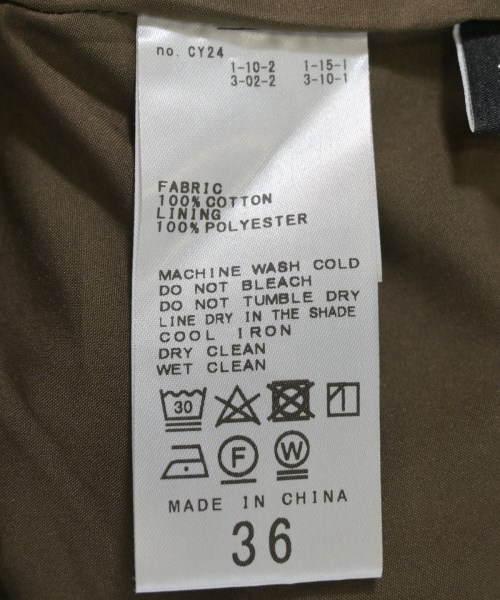 no. CY24
1-10-2 1-15-1
3-02-2 3-10-1
FABRIC
100% COTTON
LINING
100% POLYESTER
MACHINE WASH COLD
DO NOT BLEACH
DO NOT TUMBLE DRY
LINE DRY IN THE SHADE
COOL IRON
DRY CLEAN
WET CLEAN
30
F W
MADE IN CHINA
36